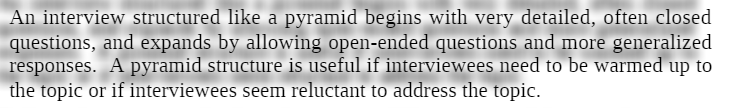 An interview structured like a pyramid begins with very detailed, often closed
questions, and expands by allowing open-ended questions and more generalized
responses.  A pyramid structure is useful if interviewees need to be warmed up to
the topic or if interviewees seem reluctant to address the topic.